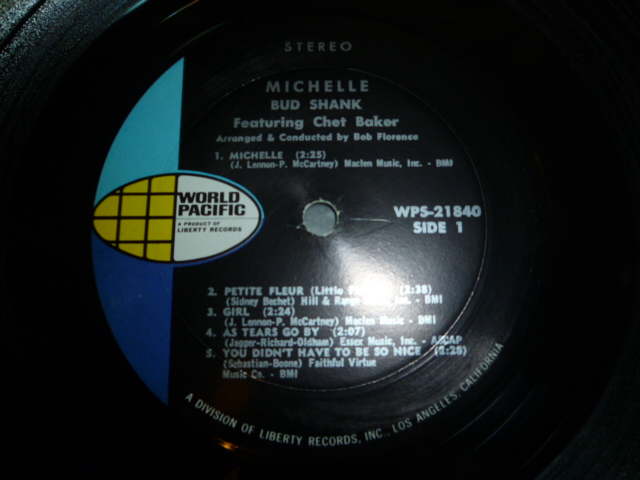 STEREO
MICHELLE
BUD SHANK
Featuring Chet Baker
Arranged & Conducted by Bob Florence
1. MICHELLE (2:25)
(J. Lennon-P. McCartney) Maclen Music, Inc. - BMI
WORLD
PACIFIC
A PRODUCT OF
LIBERTY RECORDS
WPS-21840
SIDE 1
2. PETITE FLEUR (Little (2:38)
(Sidney Bechet) Hill & Range Inc. - BMI
3. GIRL (2:24)
(J. Lennon-P. McCartney) Maclen Music - BMI
4. AS TEARS GO BY (2:07)
(Jagger-Richard-Oldham) Essex Music, Inc. - ASCAP
5. YOU DIDN'T HAVE TO BE SO NICE (2:28)
(Sebastian-Boone) Faithful Virtue
Music Co. - BMI
A DIVISION OF LIBERTY RECORDS, INC., LOS ANGELES, CALIFORNIA